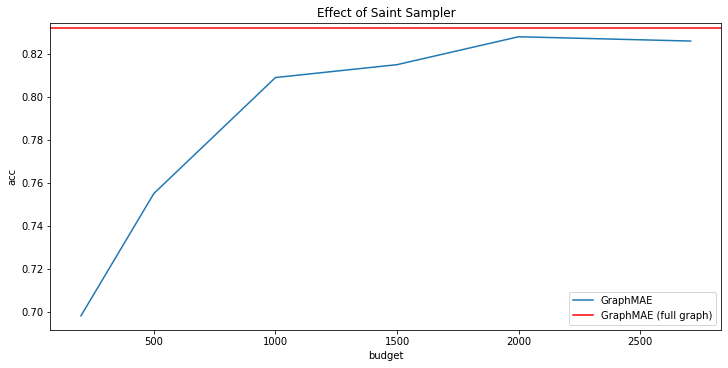 Effect of Saint Sampler
acc
0.82
0.80
0.78
0.76
0.74
0.72
0.70
500
1000
1500
2000
2500
budget
GraphMAE
GraphMAE (full graph)